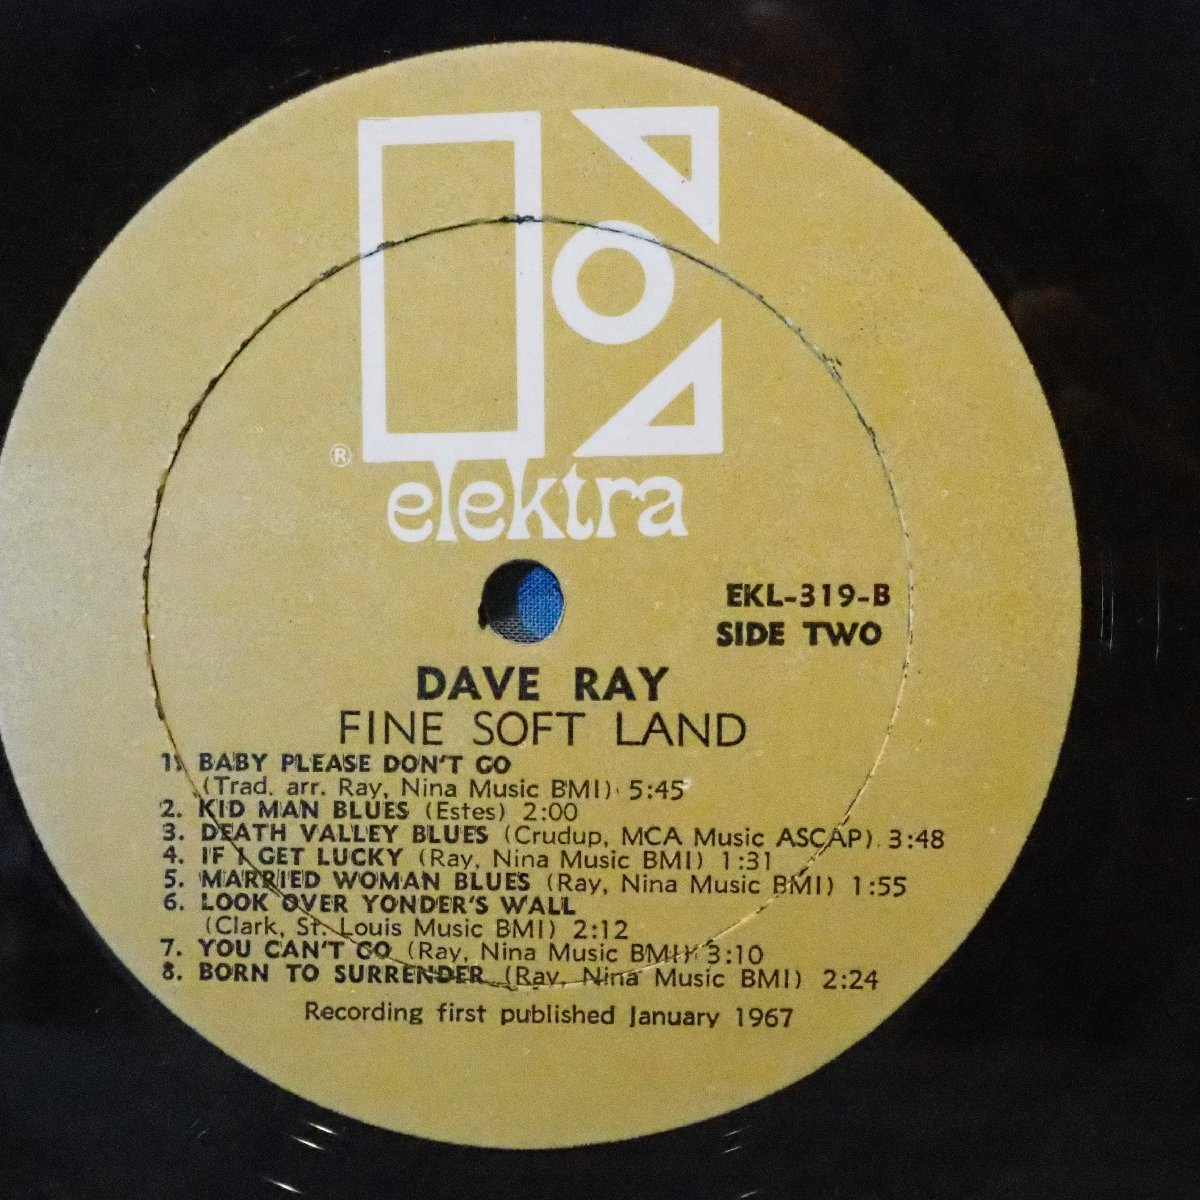 ®
elektra
EKL-319-B
SIDE TWO
DAVE RAY
FINE SOFT LAND
1. BABY PLEASE DON'T GO
(Trad. arr. Ray, Nina Music BMI) 5:45
2. KID MAN BLUES (Estes) 2:00
3. DEATH VALLEY BLUES (Crudup, MCA Music ASCAP) 3:48
4. IF I GET LUCKY (Ray, Nina Music BMI) 1:31
5. MARRIED WOMAN BLUES (Ray, Nina Music BMI) 1:55
6. LOOK OVER YONDER'S WALL
(Clark, St. Louis Music BMI) 2:12
7. YOU CAN'T GO (Ray, Nina Music BMI) 3:10
8. BORN TO SURRENDER (Ray, Nina Music BMI) 2:24
Recording first published January 1967